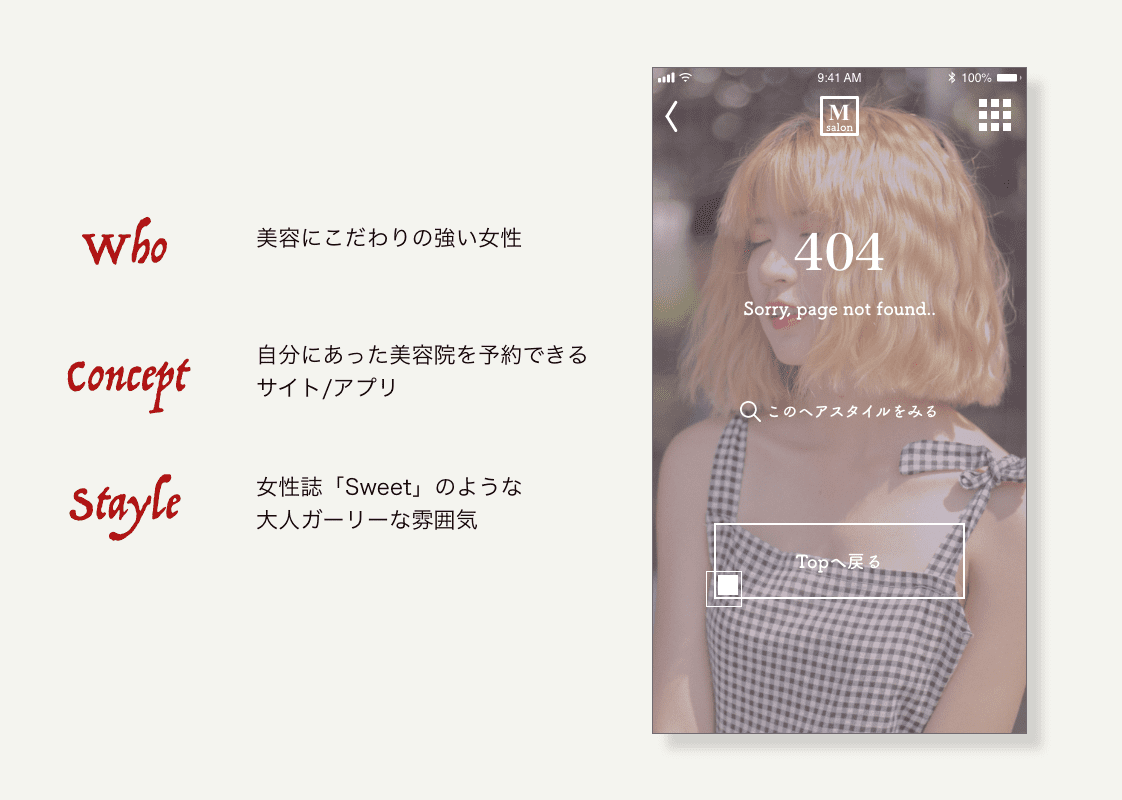 Who
美容にこだわりの強い女性
Concept
自分にあった美容院を予約できる
サイト/アプリ
Stayle
女性誌「Sweet」のような
大人ガーリーな雰囲気
9:41 AM
100%
M
salon
404
Sorry, page not found..
このヘアスタイルをみる
Topへ戻る